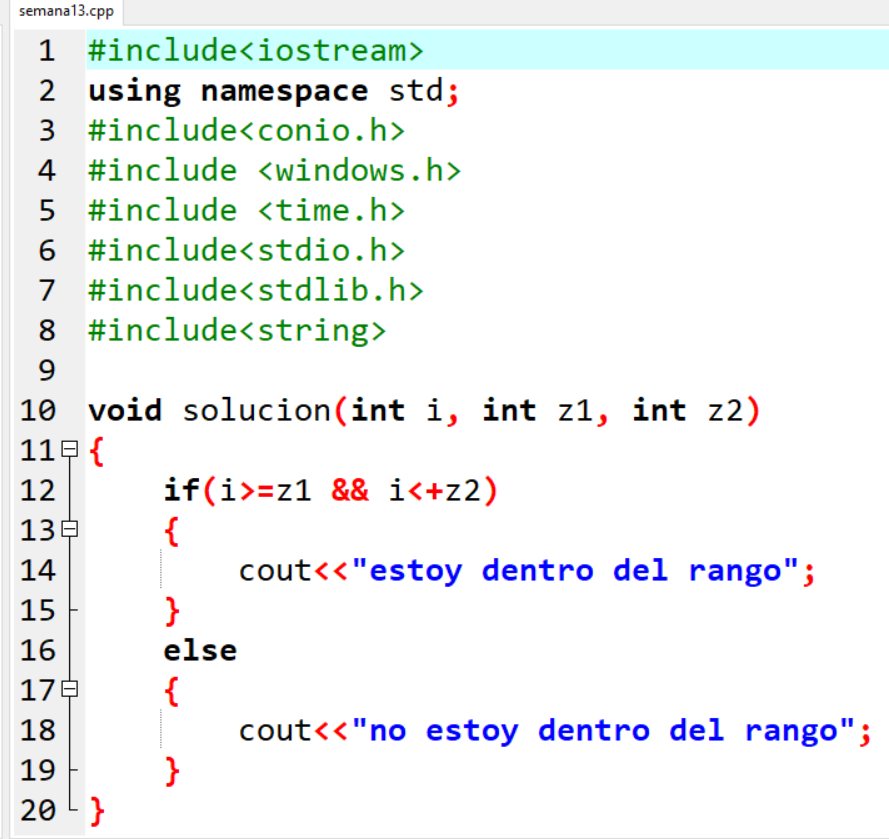 semana13.cpp
1 #include<iostream>
2 using namespace std;
3 #include<conio.h>
4 #include <windows.h>
5 #include <time.h>
6 #include<stdio.h>
7 #include<stdlib.h>
8 #include<string>
9
10 void solucion(int i, int z1, int z2)
11 {
12     if(i>=z1 && i<+z2)
13     {
14         cout<<"estoy dentro del rango";
15     }
16     else
17     {
18         cout<<"no estoy dentro del rango";
19     }
20 }